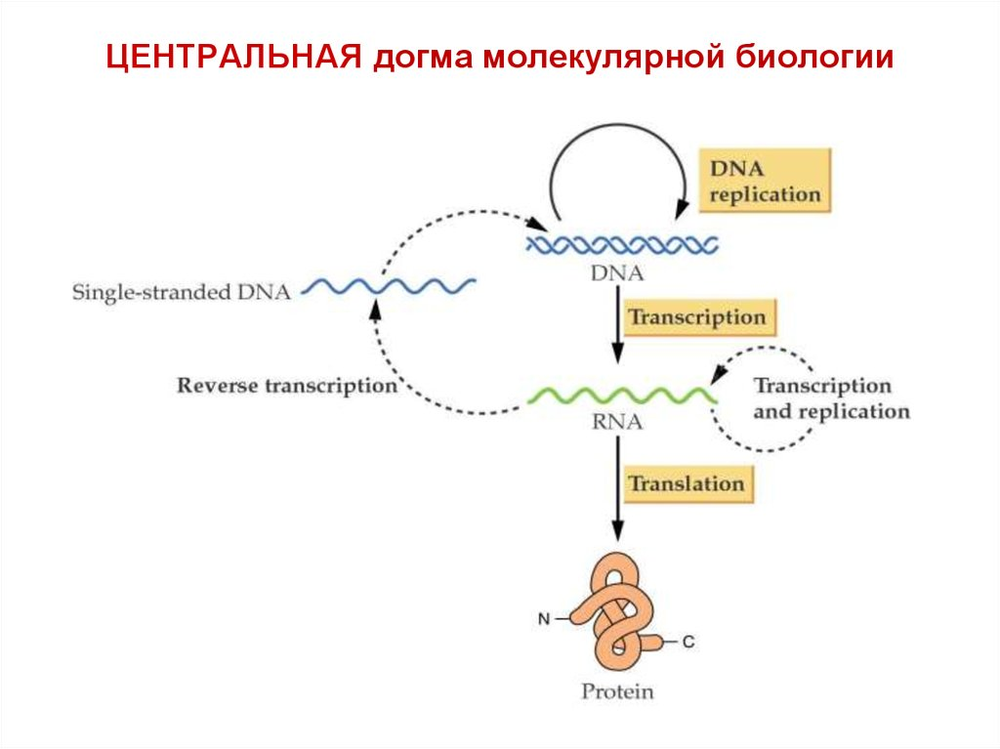 ЦЕНТРАЛЬНАЯ догма молекулярной биологии
DNA
replication
DNA
Single-stranded DNA
Transcription
Reverse transcription
Transcription
and replication
RNA
Translation
N
C
Protein